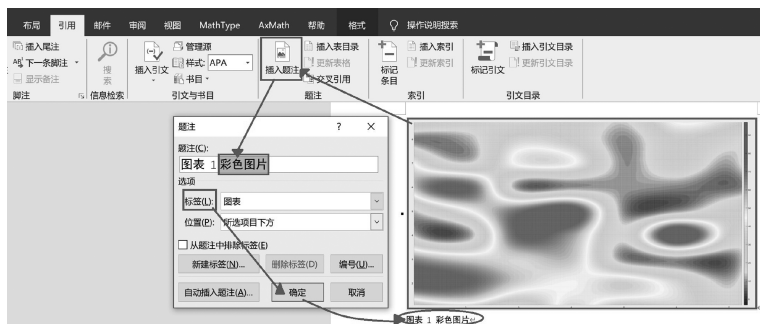 布局 引用 邮件 审阅 视图 MathType AxMath 帮助 格式 操作说明搜索
插入尾注 管理源 插入表目录 插入索引 插入引文目录
AB 下一条脚注 搜索 插入引文 样式: APA 插入题注 更新表格 标记条目 更新索引 标记引文 更新引文目录
显示备注 书目 交叉引用
脚注 信息检索 引文与书目 题注 索引 引文目录
题注 ? ×
题注(C):
图表 1 彩色图片
选项
标签(L): 图表
位置(P): 所选项目下方
从题注中排除标签(E)
新建标签(N)... 删除标签(D) 编号(U)...
自动插入题注(A)... 确定 取消
图表 1 彩色图片